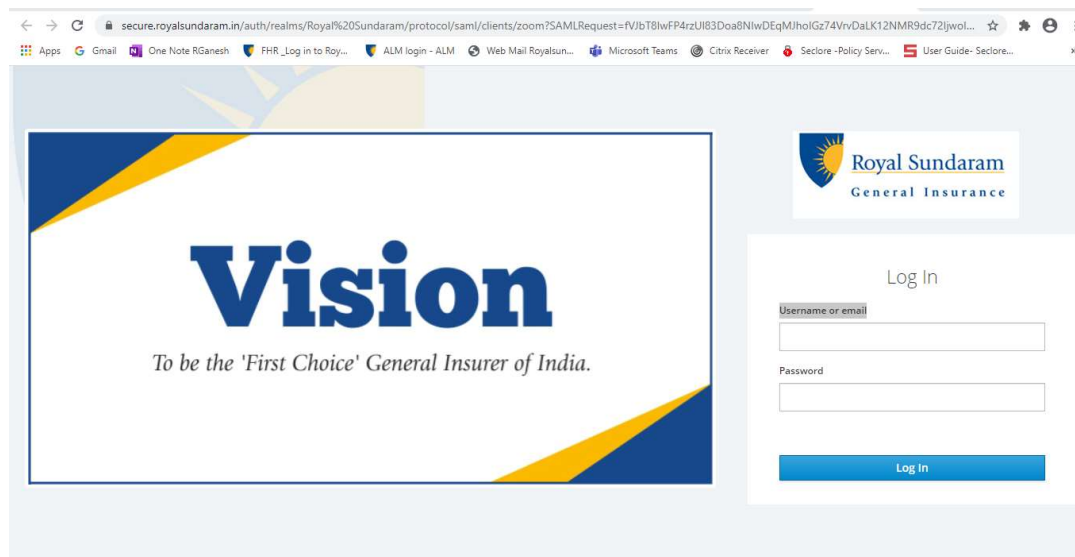 secure.royalsundaram.in/auth/realms/Royal%20Sundaram/protocol/saml/clients/zoom?SAMLRequest=fVJbT8IwFP4rzUl83Doa8NIwDEqMJholGz74VrvDaLK12NMR9dc72Ijwol...
Apps Gmail One Note RGanesh FHR_Log in to Roy... ALM login - ALM Web Mail Royalsun... Microsoft Teams Citrix Receiver Seclore -Policy Serv... User Guide- Seclore... »
Vision
To be the 'First Choice' General Insurer of India.
Royal Sundaram
General Insurance
Log In
Username or email
Password
Log In